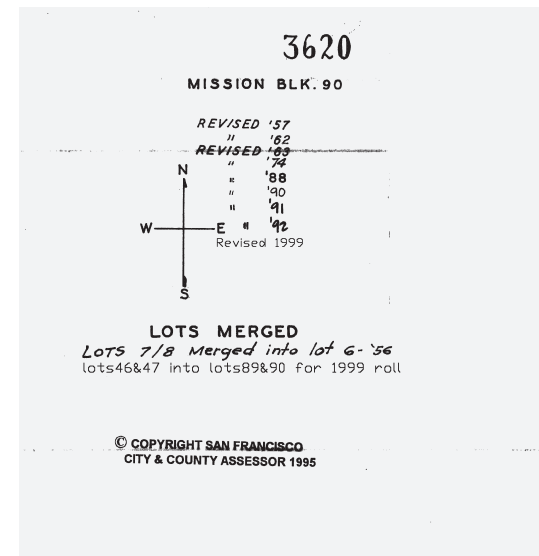 3620
MISSION BLK. 90
REVISED '57
" '62
REVISED '63
" '74
" '88
" '90
" '91
" '92
Revised 1999
N
W
E
S
LOTS MERGED
LOTS 7/8 Merged into lot 6-'56
lots46&47 into lots89&90 for 1999 roll
© COPYRIGHT SAN FRANCISCO
CITY & COUNTY ASSESSOR 1995